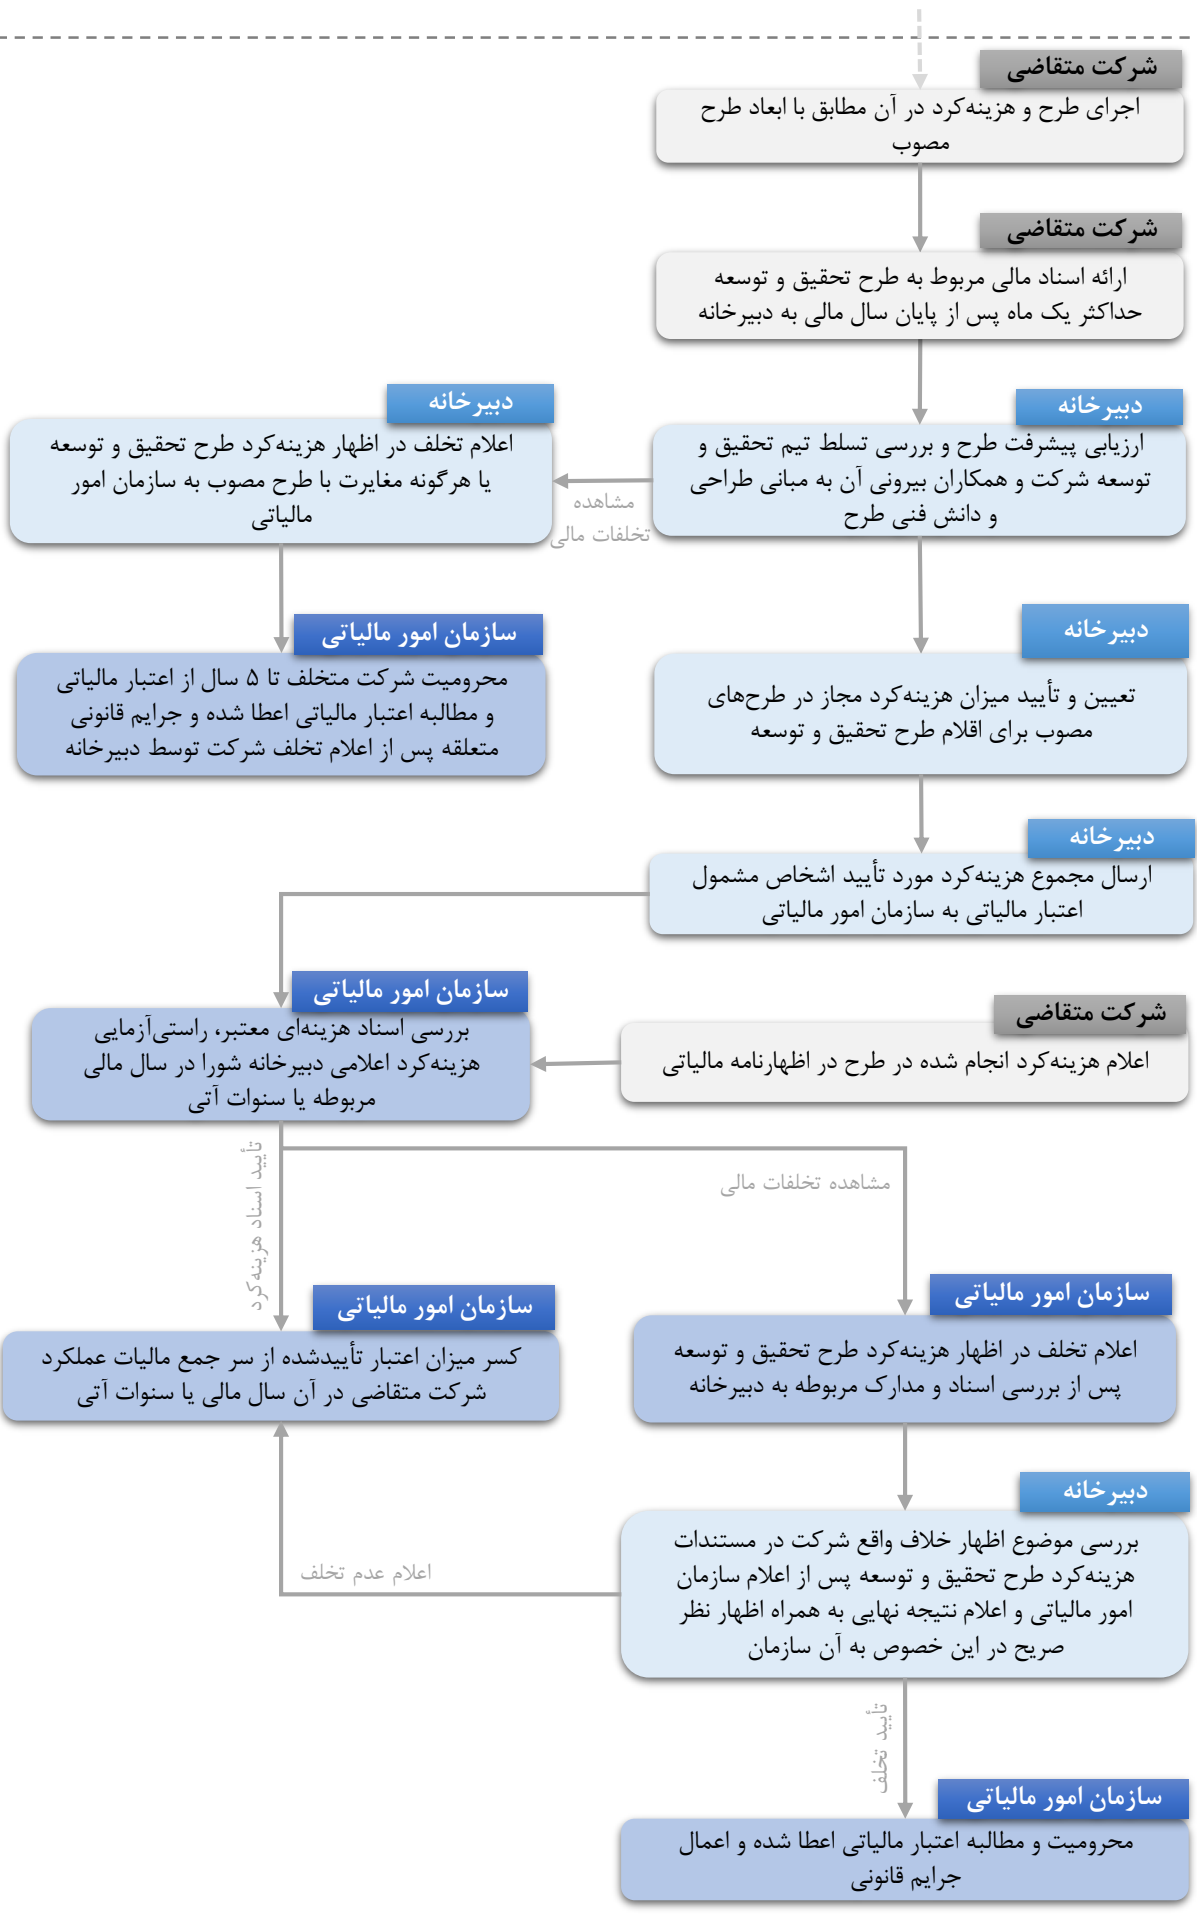 شرکت متقاضی
اجرای طرح و هزینه‌کرد در آن مطابق با ابعاد طرح
مصوب
شرکت متقاضی
ارائه اسناد مالی مربوط به طرح تحقیق و توسعه
حداکثر یک ماه پس از پایان سال مالی به دبیرخانه
دبیرخانه
ارزیابی پیشرفت طرح و بررسی تسلط تیم تحقیق و
توسعه شرکت و همکاران بیرونی آن به مبانی طراحی
و دانش فنی طرح
مشاهده
تخلفات مالی
دبیرخانه
اعلام تخلف در اظهار هزینه‌کرد طرح تحقیق و توسعه
یا هرگونه مغایرت با طرح مصوب به سازمان امور
مالیاتی
سازمان امور مالیاتی
محرومیت شرکت متخلف تا ۵ سال از اعتبار مالیاتی
و مطالبه اعتبار مالیاتی اعطا شده و جرایم قانونی
متعلقه پس از اعلام تخلف شرکت توسط دبیرخانه
دبیرخانه
تعیین و تأیید میزان هزینه‌کرد مجاز در طرح‌های
مصوب برای اقلام طرح تحقیق و توسعه
دبیرخانه
ارسال مجموع هزینه‌کرد مورد تأیید اشخاص مشمول
اعتبار مالیاتی به سازمان امور مالیاتی
شرکت متقاضی
اعلام هزینه‌کرد انجام شده در طرح در اظهارنامه مالیاتی
سازمان امور مالیاتی
بررسی اسناد هزینه‌ای معتبر، راستی‌آزمایی
هزینه‌کرد اعلامی دبیرخانه شورا در سال مالی
مربوطه یا سنوات آتی
مشاهده تخلفات مالی
تأیید اسناد هزینه‌کرد
سازمان امور مالیاتی
اعلام تخلف در اظهار هزینه‌کرد طرح تحقیق و توسعه
پس از بررسی اسناد و مدارک مربوطه به دبیرخانه
سازمان امور مالیاتی
کسر میزان اعتبار تأییدشده از سر جمع مالیات عملکرد
شرکت متقاضی در آن سال مالی یا سنوات آتی
دبیرخانه
بررسی موضوع اظهار خلاف واقع شرکت در مستندات
هزینه‌کرد طرح تحقیق و توسعه پس از اعلام سازمان
امور مالیاتی و اعلام نتیجه نهایی به همراه اظهار نظر
صریح در این خصوص به آن سازمان
اعلام عدم تخلف
تأیید تخلف
سازمان امور مالیاتی
محرومیت و مطالبه اعتبار مالیاتی اعطا شده و اعمال
جرایم قانونی